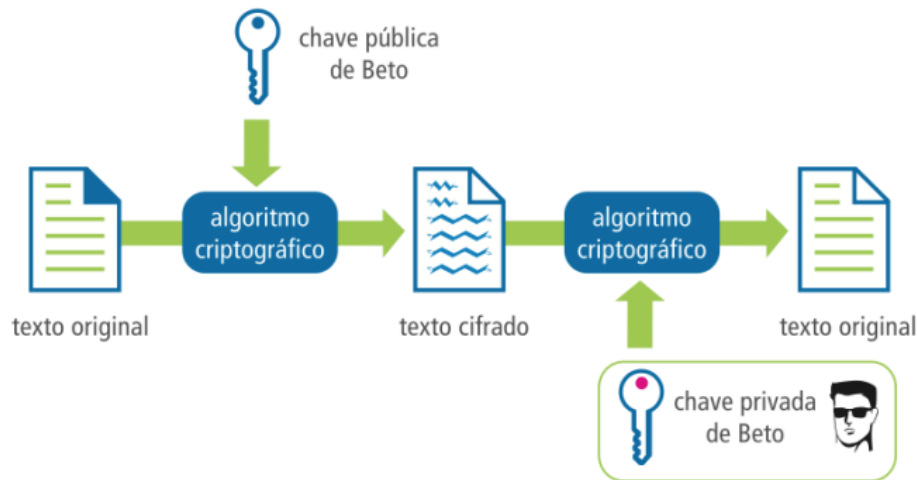 chave pública
de Beto
algoritmo
criptográfico
algoritmo
criptográfico
texto original
texto cifrado
texto original
chave privada
de Beto